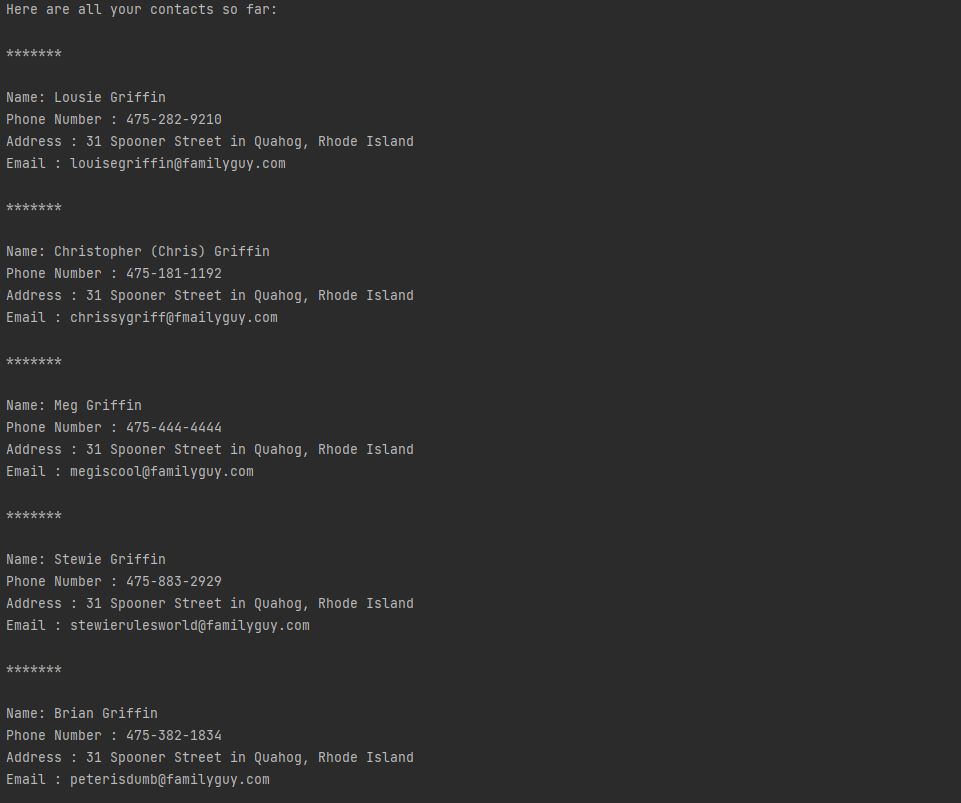 Here are all your contacts so far:
*******
Name: Lousie Griffin
Phone Number : 475-282-9210
Address : 31 Spooner Street in Quahog, Rhode Island
Email : louisegriffin@familyguy.com
*******
Name: Christopher (Chris) Griffin
Phone Number : 475-181-1192
Address : 31 Spooner Street in Quahog, Rhode Island
Email : chrissygriff@fmailyguy.com
*******
Name: Meg Griffin
Phone Number : 475-444-4444
Address : 31 Spooner Street in Quahog, Rhode Island
Email : megiscool@familyguy.com
*******
Name: Stewie Griffin
Phone Number : 475-883-2929
Address : 31 Spooner Street in Quahog, Rhode Island
Email : stewierulesworld@familyguy.com
*******
Name: Brian Griffin
Phone Number : 475-382-1834
Address : 31 Spooner Street in Quahog, Rhode Island
Email : peterisdumb@familyguy.com